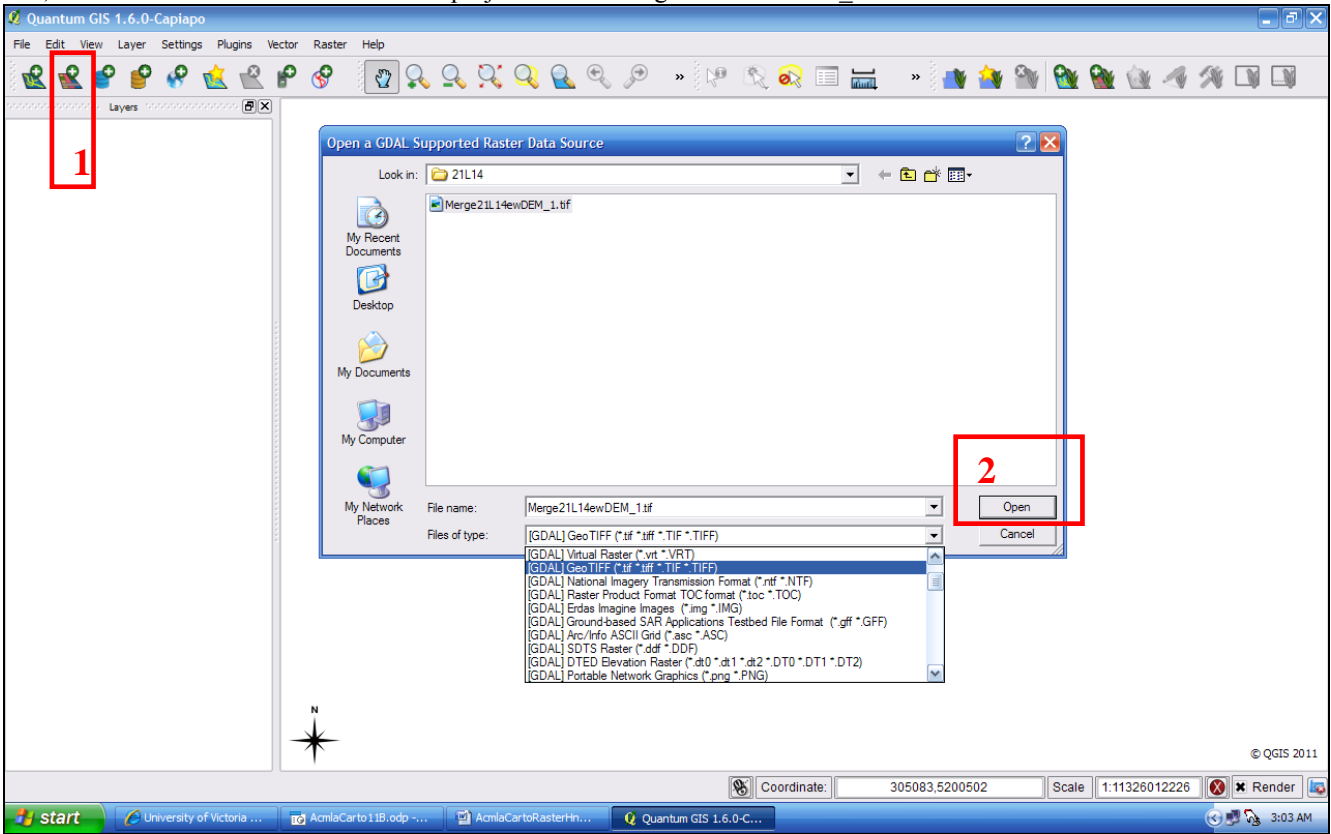 Quantum GIS 1.6.0-Capiapo
File Edit View Layer Settings Plugins Vector Raster Help
Layers
1
Open a GDAL Supported Raster Data Source
Look in: 21L14
Merge21L14ewDEM_1.tif
My Recent
Documents
Desktop
My Documents
My Computer
My Network
Places
2
File name: Merge21L14ewDEM_1.tif Open
Files of type: [GDAL] GeoTIFF (*.tif *.tiff *.TIF *.TIFF) Cancel
[GDAL] Virtual Raster (*.vrt *.VRT)
[GDAL] GeoTIFF (*.tif *.tiff *.TIF *.TIFF)
[GDAL] National Imagery Transmission Format (*.ntf *.NTF)
[GDAL] Raster Product Format TOC format (*.toc *.TOC)
[GDAL] Erdas Imagine Images (*.img *.IMG)
[GDAL] Ground-based SAR Applications Testbed File Format (*.gff *.GFF)
[GDAL] Arc/Info ASCII Grid (*.asc *.ASC)
[GDAL] SDTS Raster (*.ddf *.DDF)
[GDAL] DTED Elevation Raster (*.dt0 *.dt1 *.dt2 *.DT0 *.DT1 *.DT2)
[GDAL] Portable Network Graphics (*.png *.PNG)
N
© QGIS 2011
Coordinate: 305083,5200502 Scale 1:11326012226 Render
start University of Victoria ... AcmlaCarto11B.odp -... AcmlaCartoRasterHn... Quantum GIS 1.6.0-C... 3:03 AM